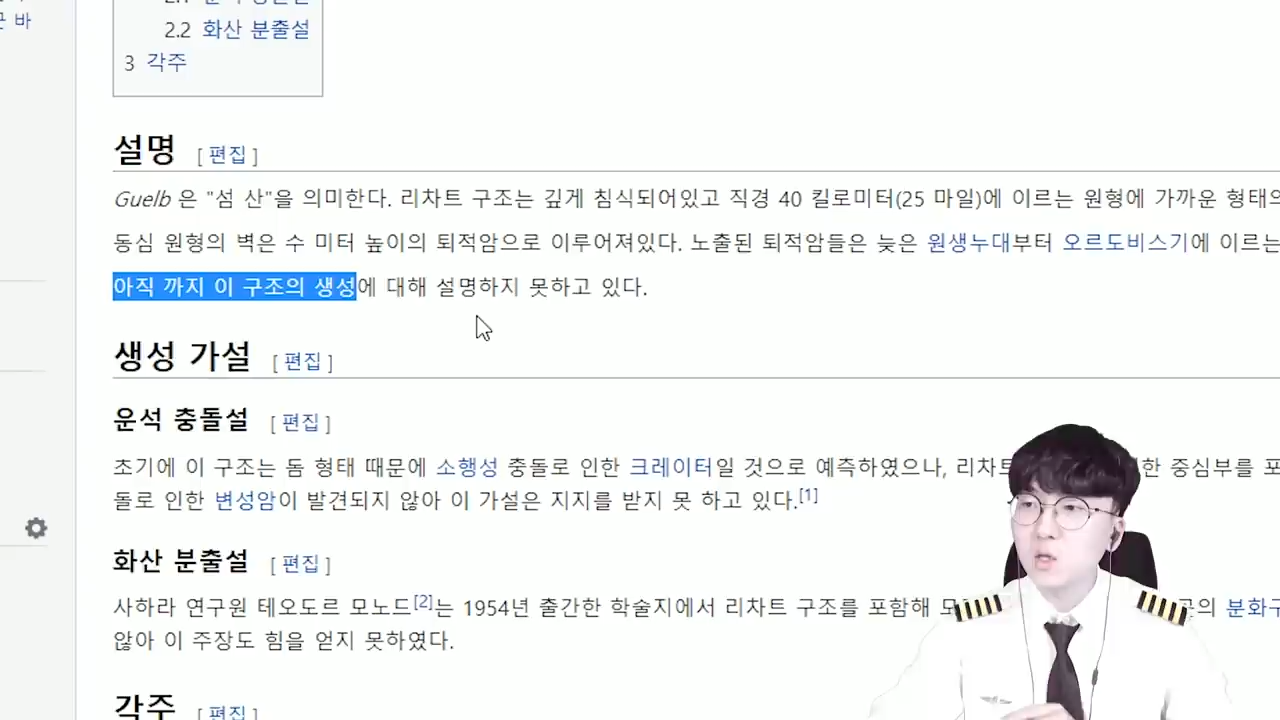 바
2.2 화산 분출설
3 각주
설명 [ 편집 ]
Guelb 은 "섬 산"을 의미한다. 리차트 구조는 깊게 침식되어있고 직경 40 킬로미터(25 마일)에 이르는 원형에 가까운 형태의
동심 원형의 벽은 수 미터 높이의 퇴적암으로 이루어져있다. 노출된 퇴적암들은 늦은 원생누대부터 오르도비스기에 이르는
아직 까지 이 구조의 생성에 대해 설명하지 못하고 있다.
생성 가설 [ 편집 ]
운석 충돌설 [ 편집 ]
초기에 이 구조는 돔 형태 때문에 소행성 충돌로 인한 크레이터일 것으로 예측하였으나, 리차트 한 중심부를 포
돌로 인한 변성암이 발견되지 않아 이 가설은 지지를 받지 못 하고 있다.[1]
화산 분출설 [ 편집 ]
사하라 연구원 테오도르 모노드[2]는 1954년 출간한 학술지에서 리차트 구조를 포함해 분화구
않아 이 주장도 힘을 얻지 못하였다.
각주 [ 편집 ]